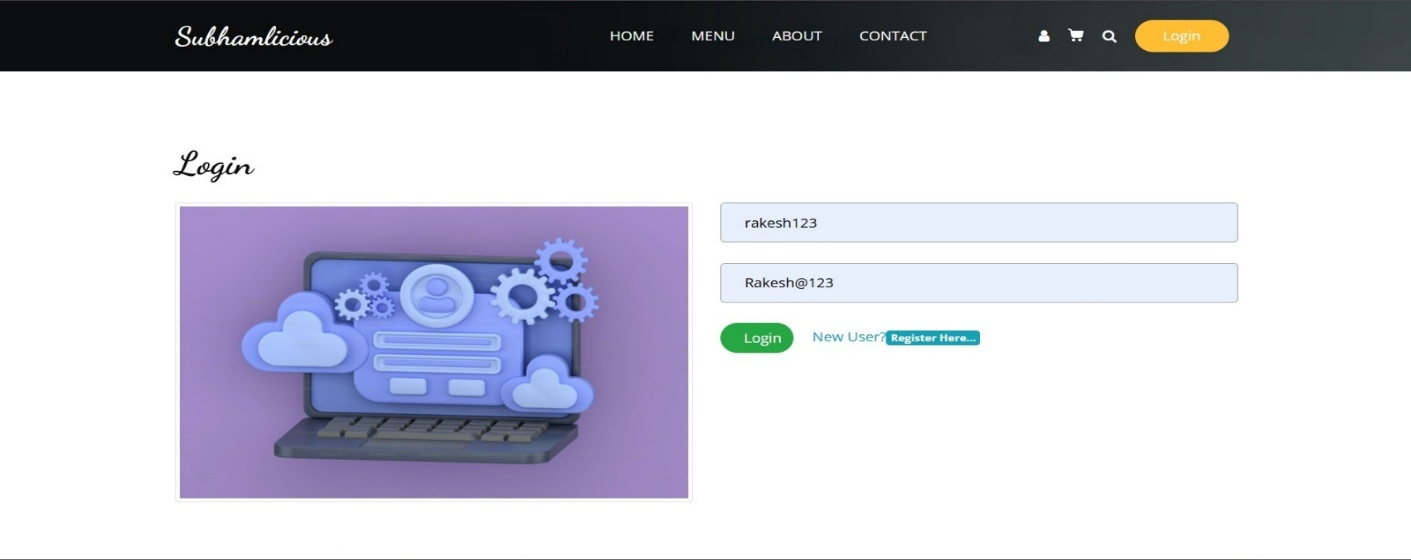 Subhamlicious HOME MENU ABOUT CONTACT Login
Login
rakesh123
Rakesh@123
Login New User?Register Here...